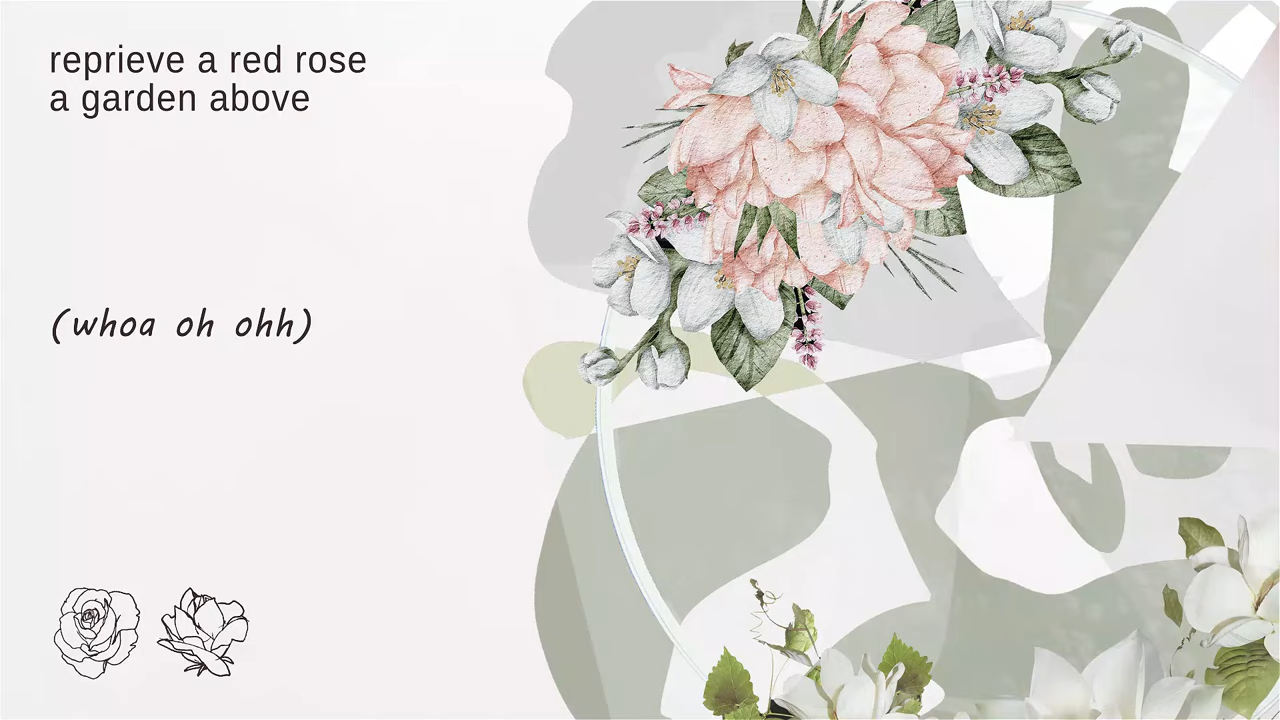 reprieve a red rose
a garden above
(whoa oh ohh)